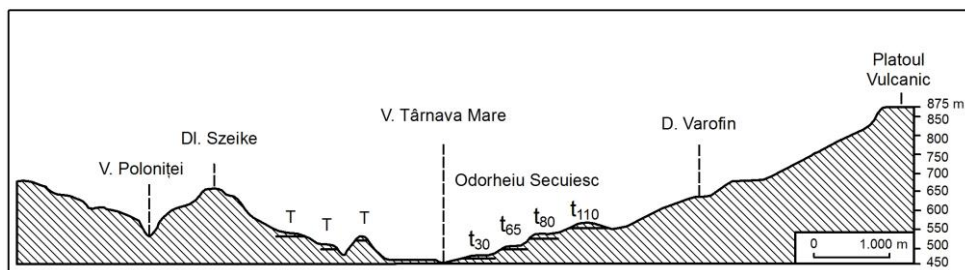 Platoul
Vulcanic
875 m
V. Târnava Mare
D. Varofin
Dl. Szeike
V. Poloniței
Odorheiu Secuiesc
800
750
700
650
600
550
500
450
T
T
T
t30
t65
t80
t110
0 1.000 m